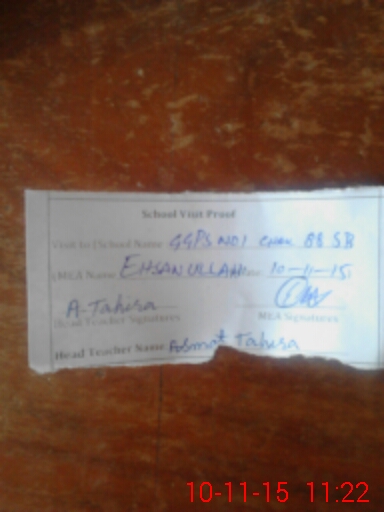 School Visit Proof
Visit to (School Name GGPS NO1 Chak 88 SB
(MEA Name EHSANULLAH Date 10-11-15
A-Tahira
Head Teacher Signatures MEA Signatures
Head Teacher Name Asmat Tahira
10-11-15 11:22